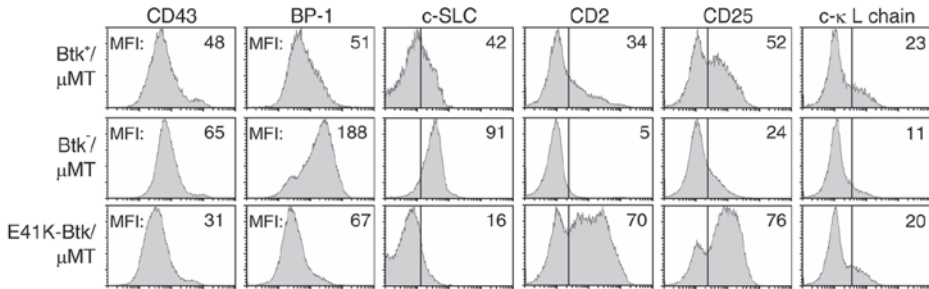 CD43 BP-1 c-SLC CD2 CD25 c-κ L chain
Btk⁺/ μMT
MFI: 48 MFI: 51 42 34 52 23
Btk⁻/ μMT
MFI: 65 MFI: 188 91 5 24 11
E41K-Btk/ μMT
MFI: 31 MFI: 67 16 70 76 20